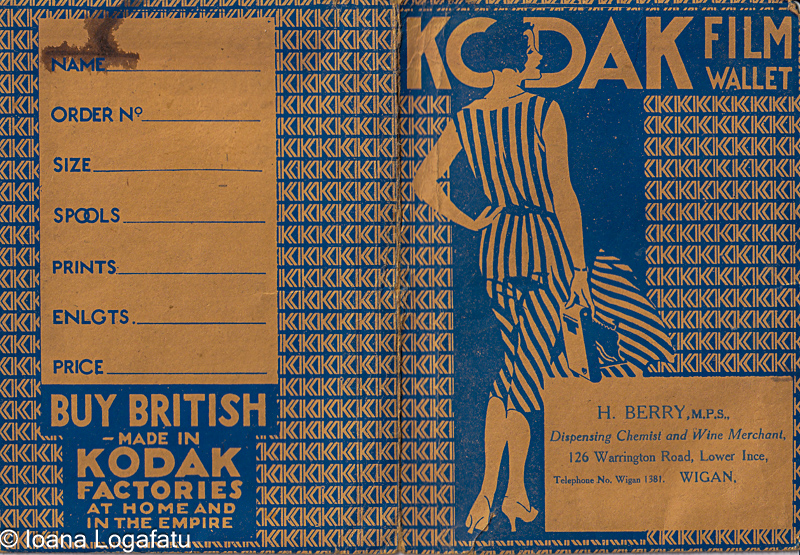 NAME
ORDER Nº
SIZE
SPOOLS
PRINTS
ENLGTS.
PRICE
BUY BRITISH
- MADE IN
KODAK
FACTORIES
AT HOME AND
IN THE EMPIRE
© Ioana Logafatu
KODAK
FILM
WALLET
H. BERRY, M.P.S.,
Dispensing Chemist and Wine Merchant,
126 Warrington Road, Lower Ince,
Telephone No. Wigan 1381. WIGAN,